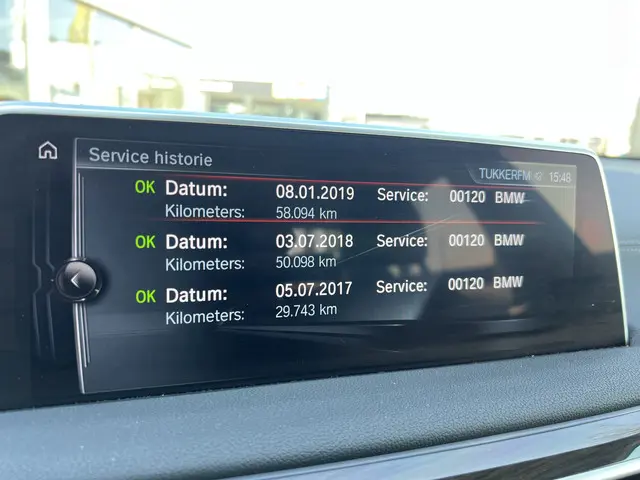 Service historie
TUKKERFM 15:48
OK Datum: 08.01.2019 Service: 00120 BMW
Kilometers: 58.094 km
OK Datum: 03.07.2018 Service: 00120 BMW
Kilometers: 50.098 km
OK Datum: 05.07.2017 Service: 00120 BMW
Kilometers: 29.743 km